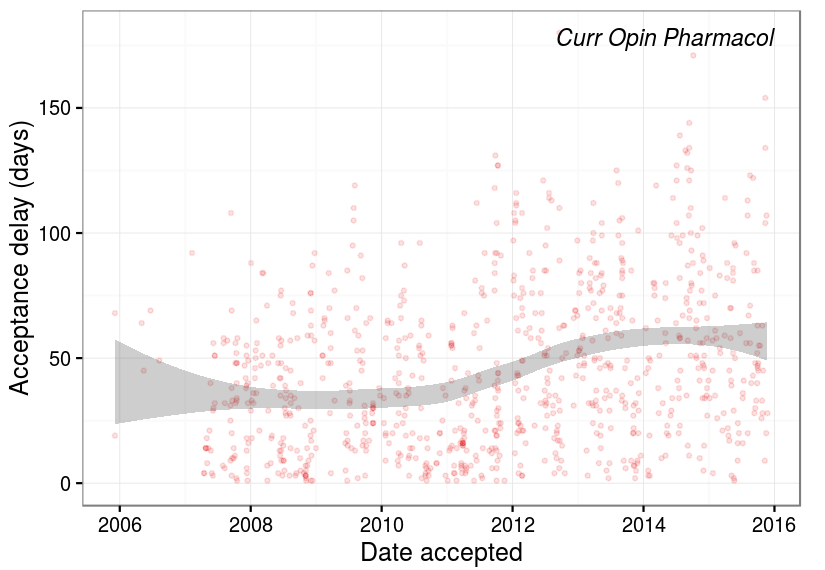 Curr Opin Pharmacol
Acceptance delay (days)
150
100
50
0
2006 2008 2010 2012 2014 2016
Date accepted